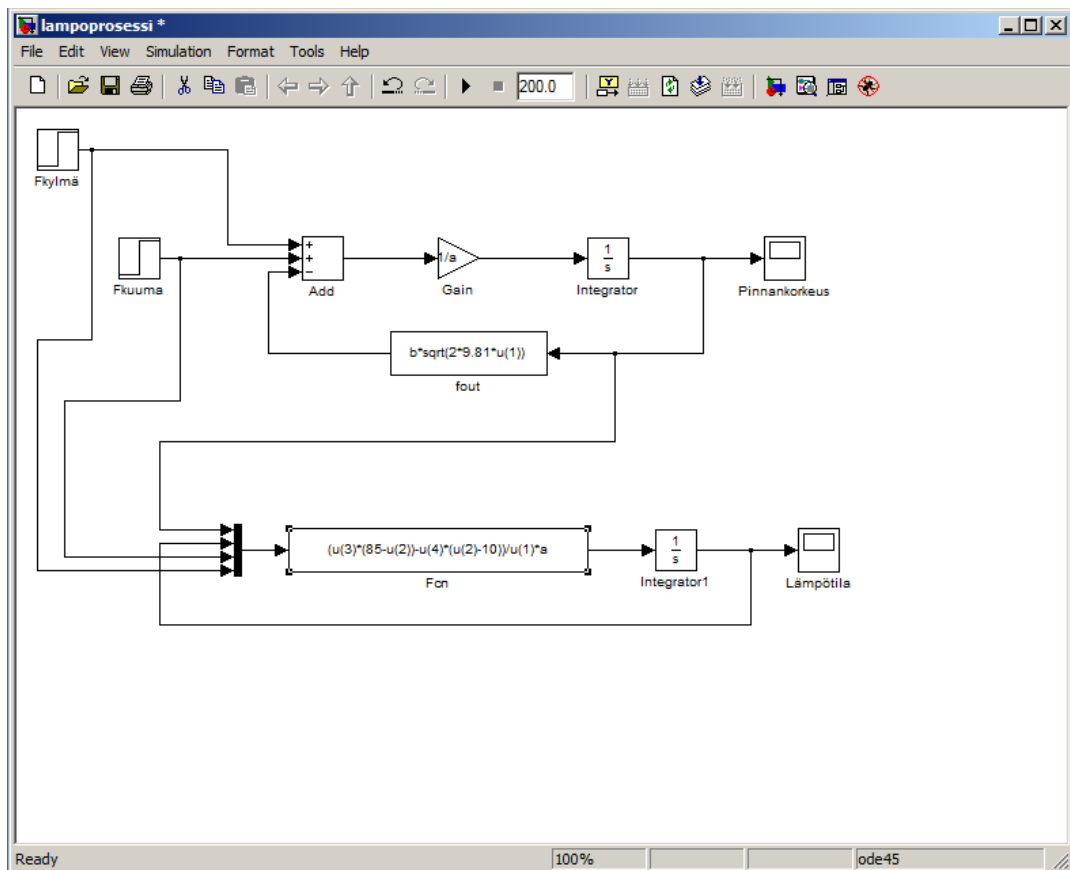 lampoprosessi *
File Edit View Simulation Format Tools Help
200.0
Fkylmä
Fkuuma
+
+
−
Add
1/a
Gain
1
s
Integrator
Pinnankorkeus
b*sqrt(2*9.81*u(1))
fout
(u(3)*(85-u(2))-u(4)*(u(2)-10))/u(1)*a
Fcn
1
s
Integrator1
Lämpötila
Ready 100% ode45